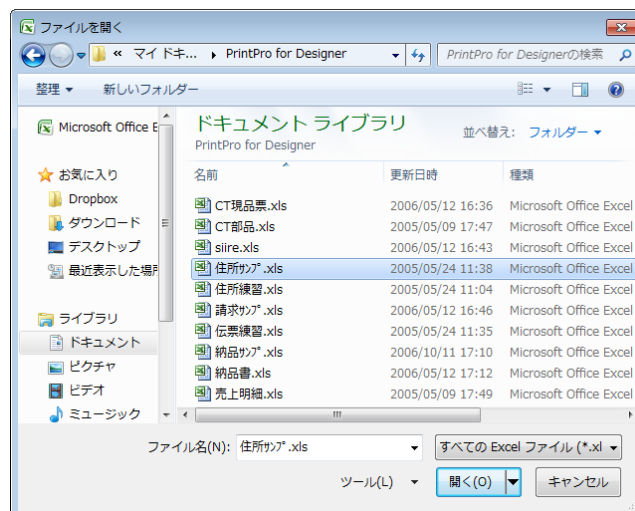 ファイルを開く
« マイ ドキ... ▸ PrintPro for Designer
PrintPro for Designerの検索
整理 ▼ 新しいフォルダー
Microsoft Office E
ドキュメント ライブラリ
PrintPro for Designer
並べ替え: フォルダー ▼
お気に入り
Dropbox
ダウンロード
デスクトップ
最近表示した場所
ライブラリ
ドキュメント
ピクチャ
ビデオ
ミュージック
名前 更新日時 種類
CT現品票.xls 2006/05/12 16:36 Microsoft Office Excel
CT部品.xls 2005/05/09 17:47 Microsoft Office Excel
siire.xls 2006/05/12 16:43 Microsoft Office Excel
住所ｻﾝﾌﾟ.xls 2005/05/24 11:38 Microsoft Office Excel
住所練習.xls 2005/05/24 11:04 Microsoft Office Excel
請求ｻﾝﾌﾟ.xls 2006/05/12 16:46 Microsoft Office Excel
伝票練習.xls 2005/05/24 11:35 Microsoft Office Excel
納品ｻﾝﾌﾟ.xls 2006/10/11 17:10 Microsoft Office Excel
納品書.xls 2006/05/12 17:12 Microsoft Office Excel
売上明細.xls 2005/05/09 17:49 Microsoft Office Excel
ファイル名(N): 住所ｻﾝﾌﾟ.xls
すべての Excel ファイル (*.xl
ツール(L) 開く(O) キャンセル